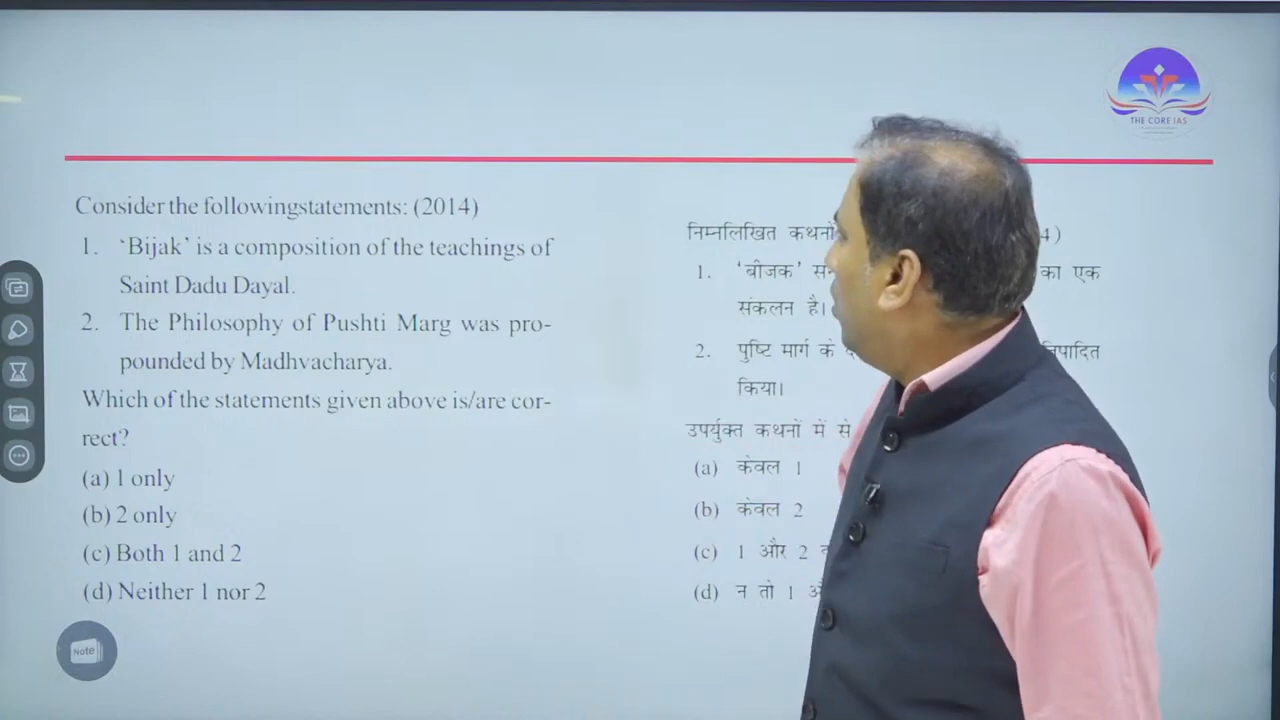 THE CORE IAS
Consider the followingstatements: (2014)
1. ‘Bijak’ is a composition of the teachings of
Saint Dadu Dayal.
2. The Philosophy of Pushti Marg was pro-
pounded by Madhvacharya.
Which of the statements given above is/are cor-
rect?
(a) 1 only
(b) 2 only
(c) Both 1 and 2
(d) Neither 1 nor 2
Note
निम्नलिखित कथनों 4)
1. ‘बीजक’ का एक
संकलन है।
2. पुष्टि मार्ग के
किया।
उपर्युक्त कथनों में से
(a) केवल 1
(b) केवल 2
(c) 1 और 2
(d) न तो 1